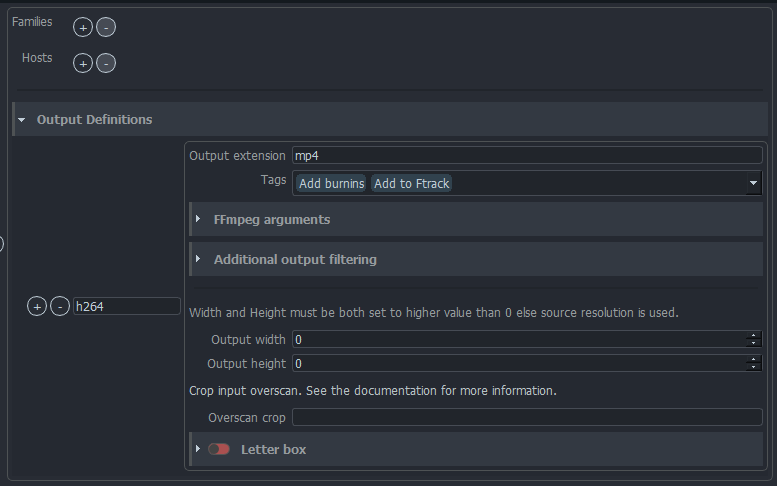 Families + -
Hosts + -
Output Definitions
Output extension mp4
Tags Add burnins Add to Ftrack
FFmpeg arguments
Additional output filtering
+ - h264
Width and Height must be both set to higher value than 0 else source resolution is used.
Output width 0
Output height 0
Crop input overscan. See the documentation for more information.
Overscan crop
Letter box